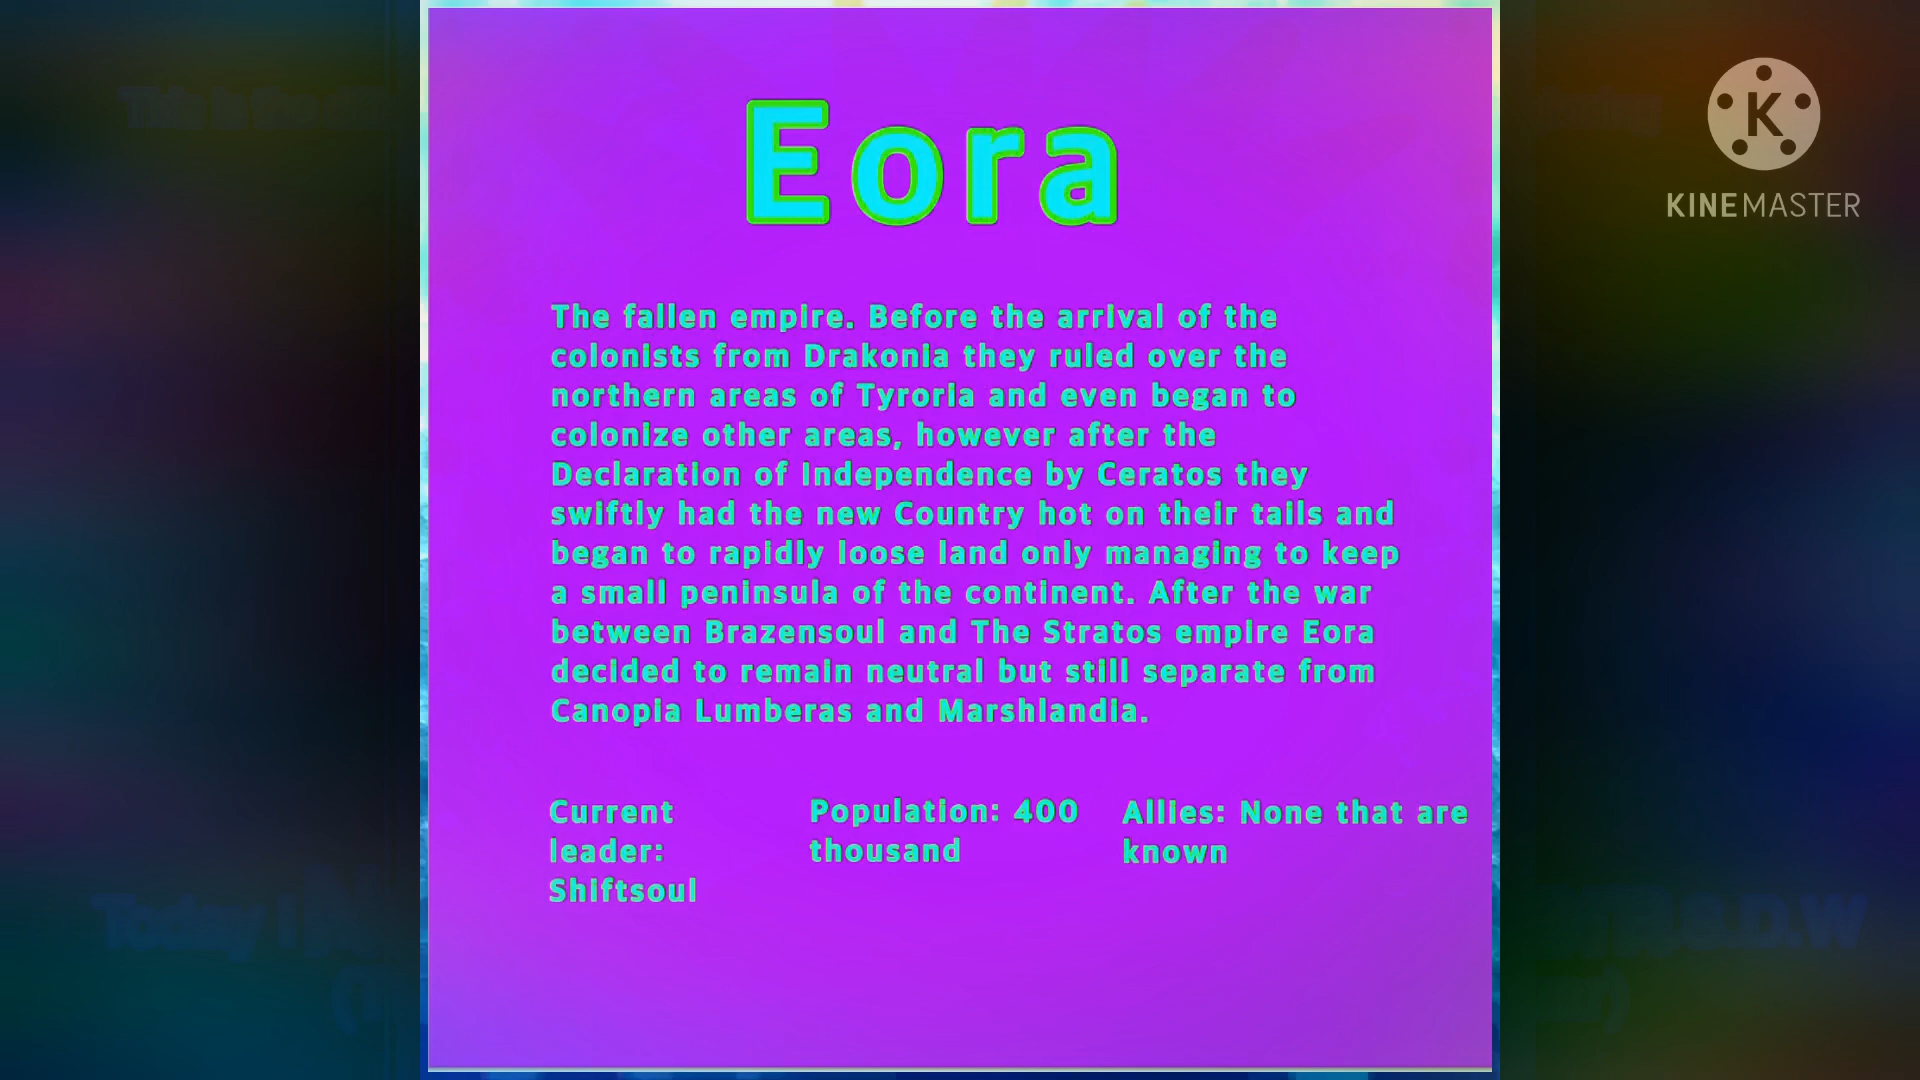 Eora
The fallen empire. Before the arrival of the
colonists from Drakonia they ruled over the
northern areas of Tyroria and even began to
colonize other areas, however after the
Declaration of Independence by Ceratos they
swiftly had the new Country hot on their tails and
began to rapidly loose land only managing to keep
a small peninsula of the continent. After the war
between Brazensoul and The Stratos empire Eora
decided to remain neutral but still separate from
Canopia Lumberas and Marshlandia.
Current
leader:
Shiftsoul
Population: 400
thousand
Allies: None that are
known
K
KINEMASTER
This is the
Today I